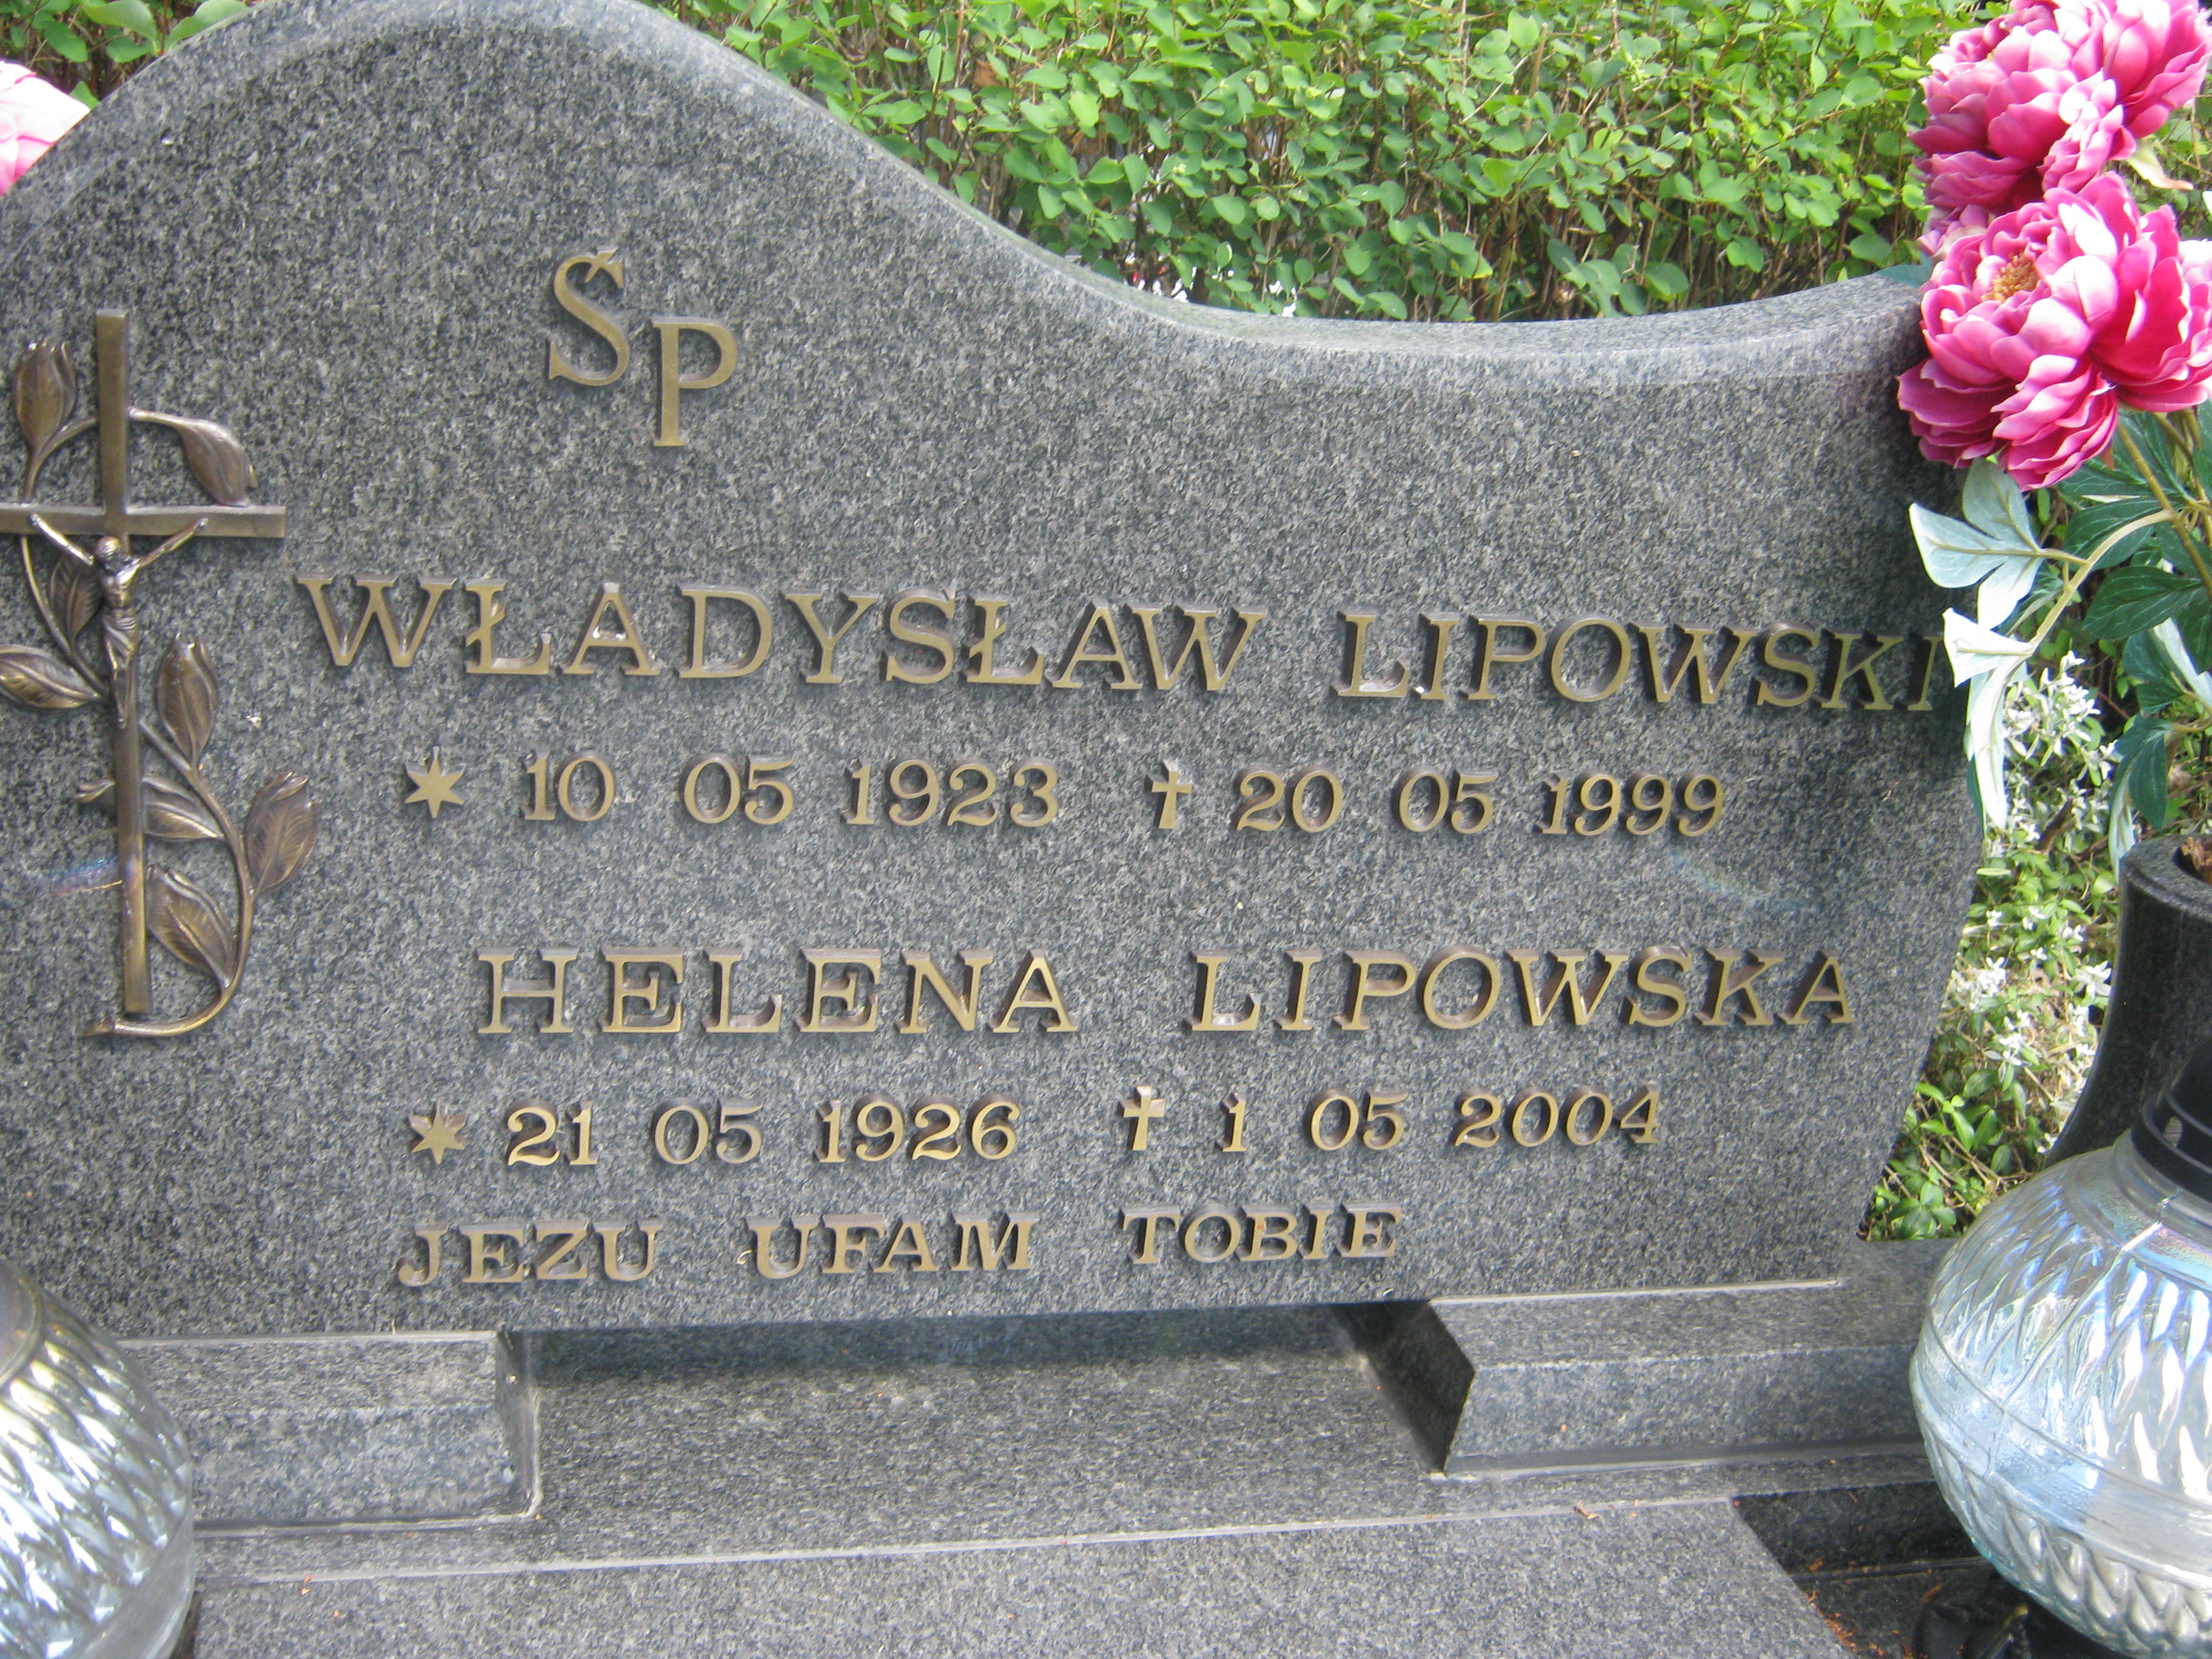 ŚP
WŁADYSŁAW LIPOWSKI
* 10 05 1923 † 20 05 1999
HELENA LIPOWSKA
* 21 05 1926 † 1 05 2004
JEZU UFAM TOBIE